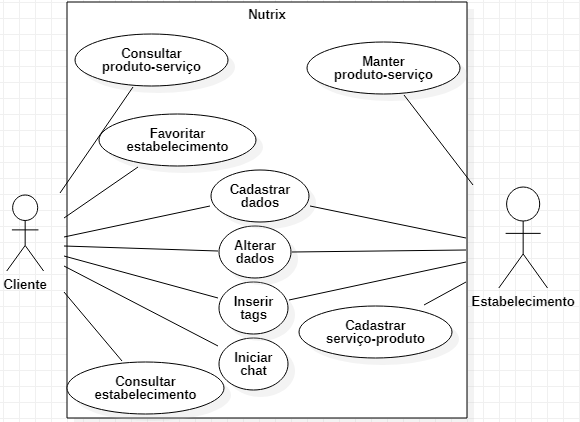 Nutrix
Consultar
produto-serviço
Manter
produto-serviço
Favoritar
estabelecimento
Cadastrar
dados
Alterar
dados
Cliente
Estabelecimento
Inserir
tags
Cadastrar
serviço-produto
Iniciar
chat
Consultar
estabelecimento